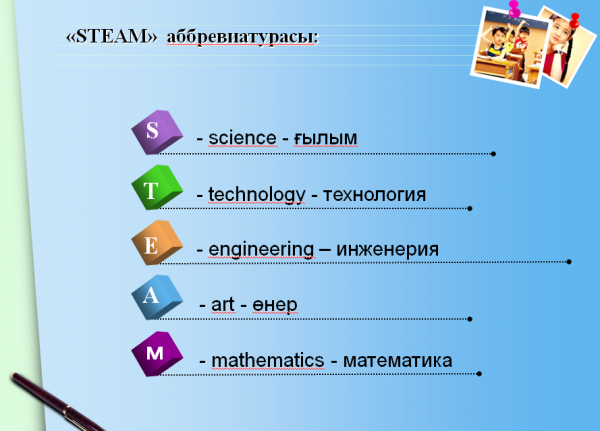 «STEAM» аббревиатурасы:
S - science - ғылым
T - technology - технология
E - engineering – инженерия
A - art - өнер
M - mathematics - математика